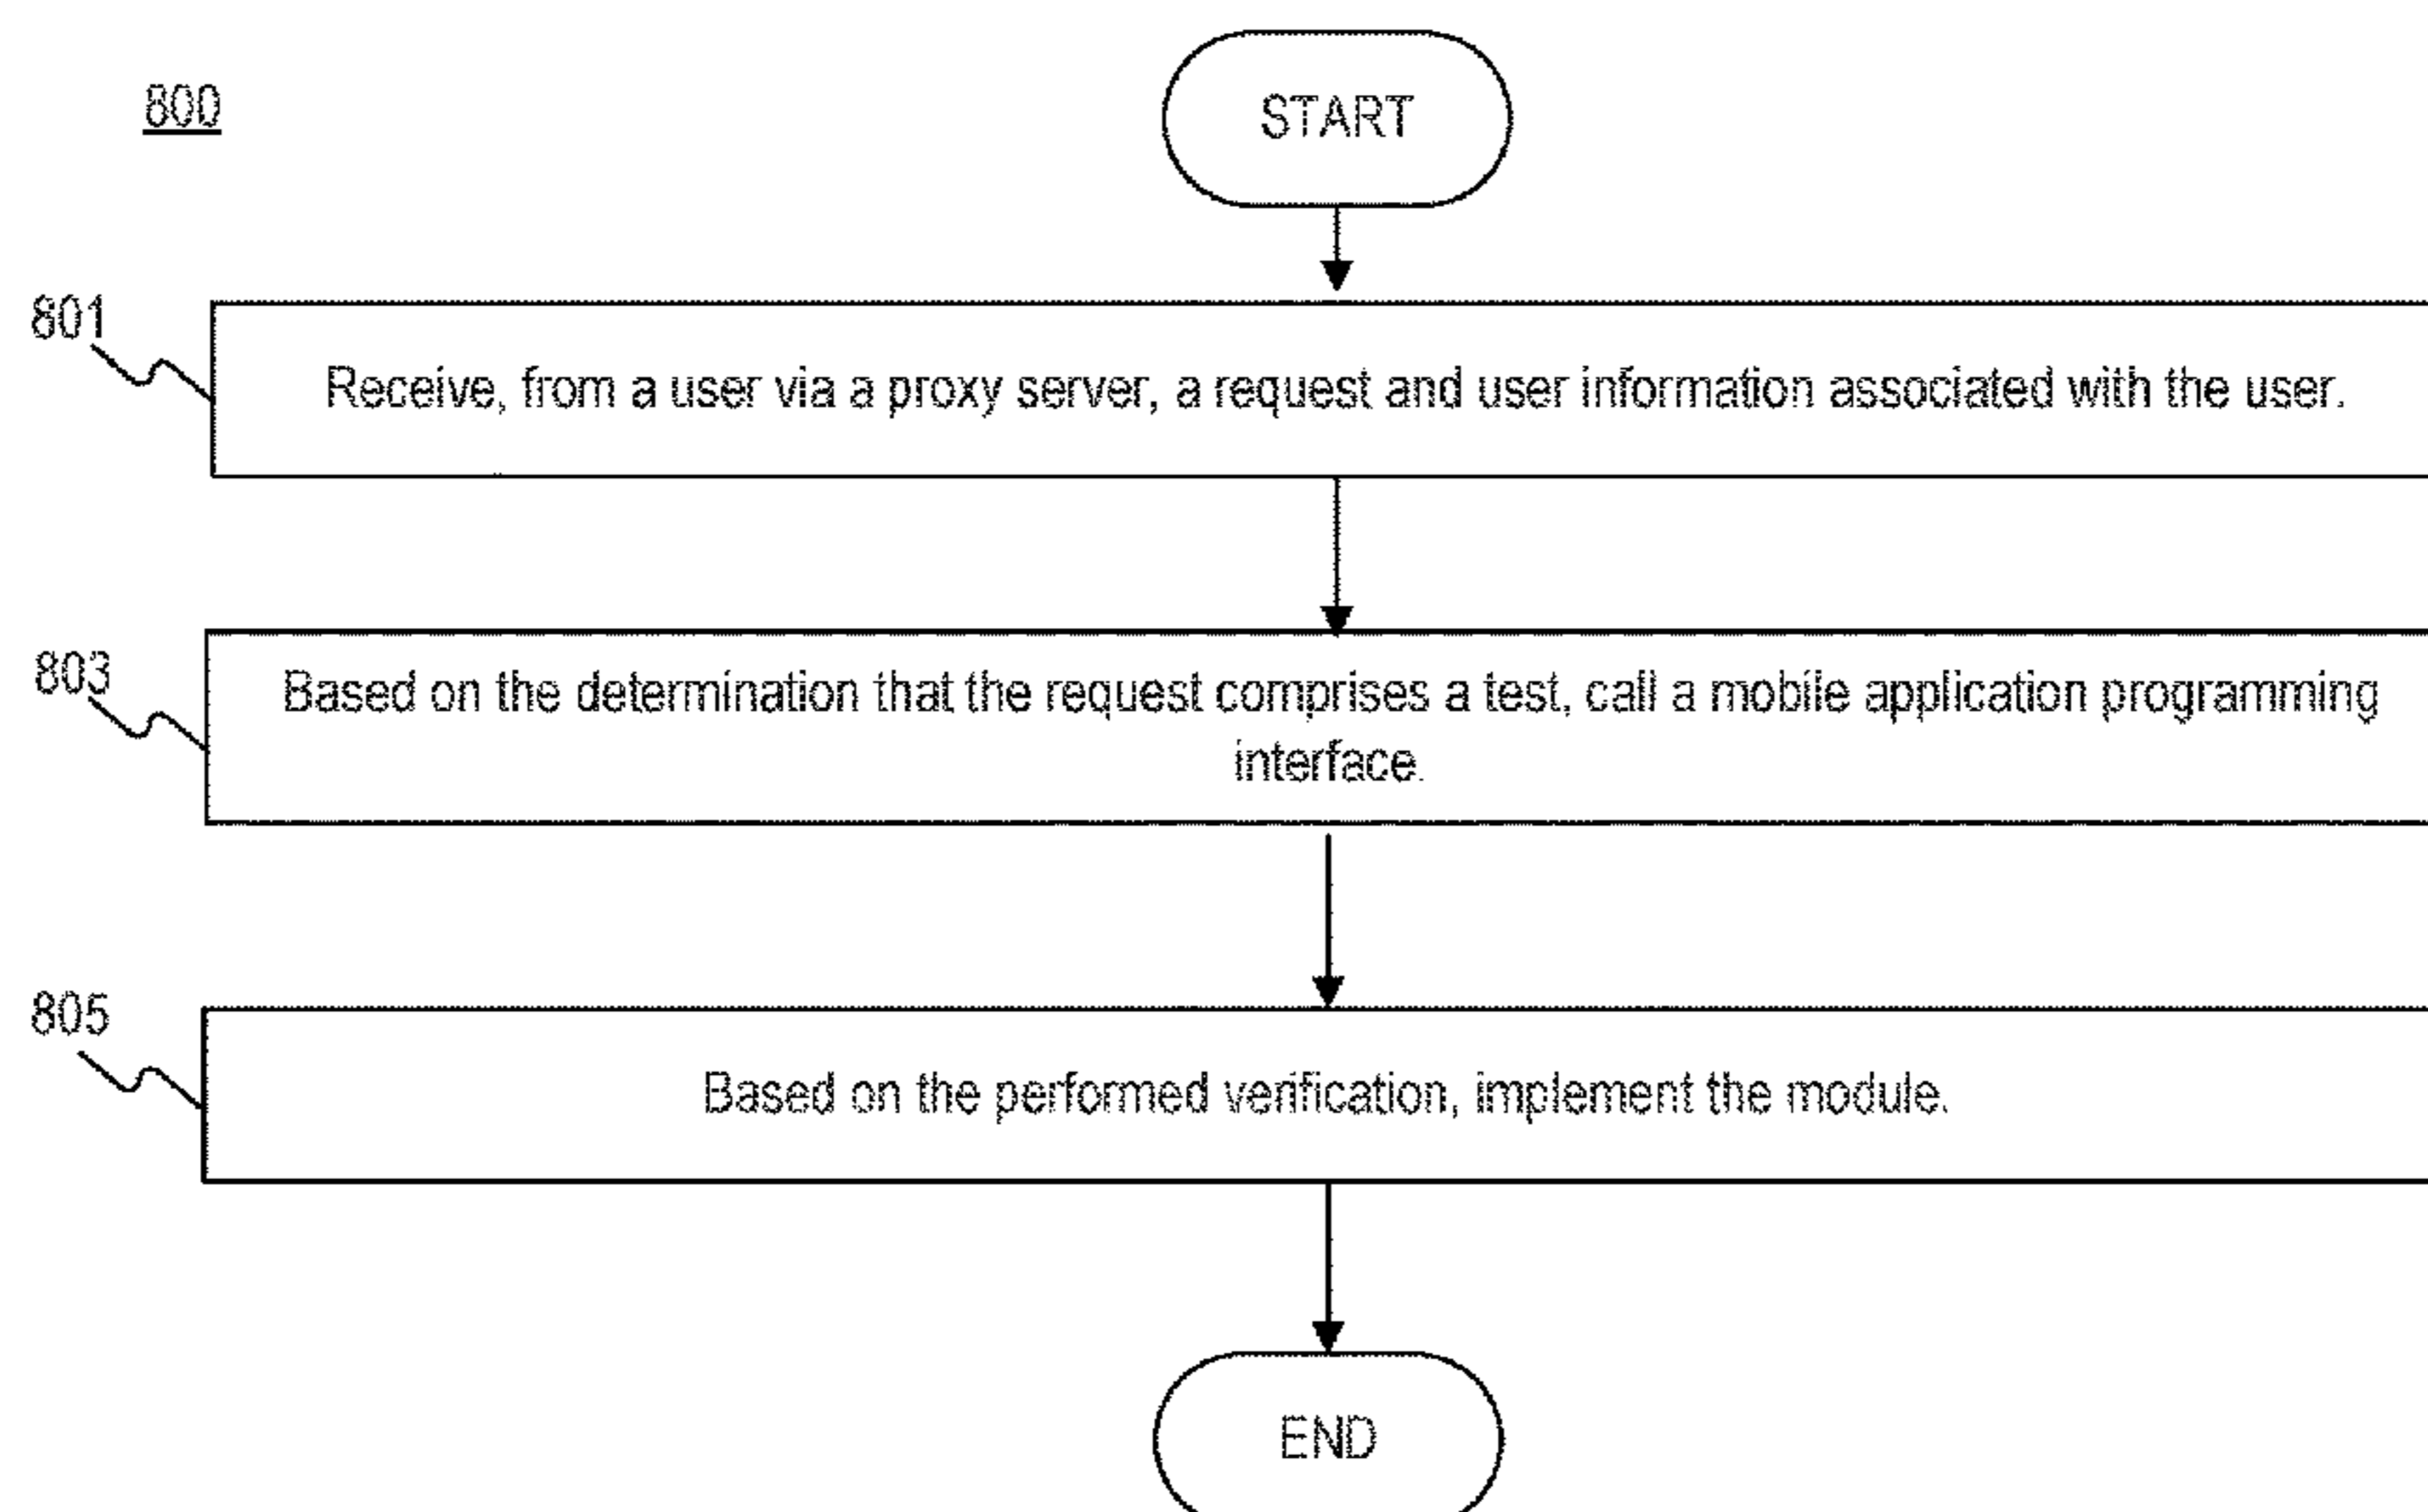 800
START
801
Receive, from a user via a proxy server, a request and user information associated with the user.
803
Based on the determination that the request comprises a test, call a mobile application programming
interface.
805
Based on the performed verification, implement the module.
END